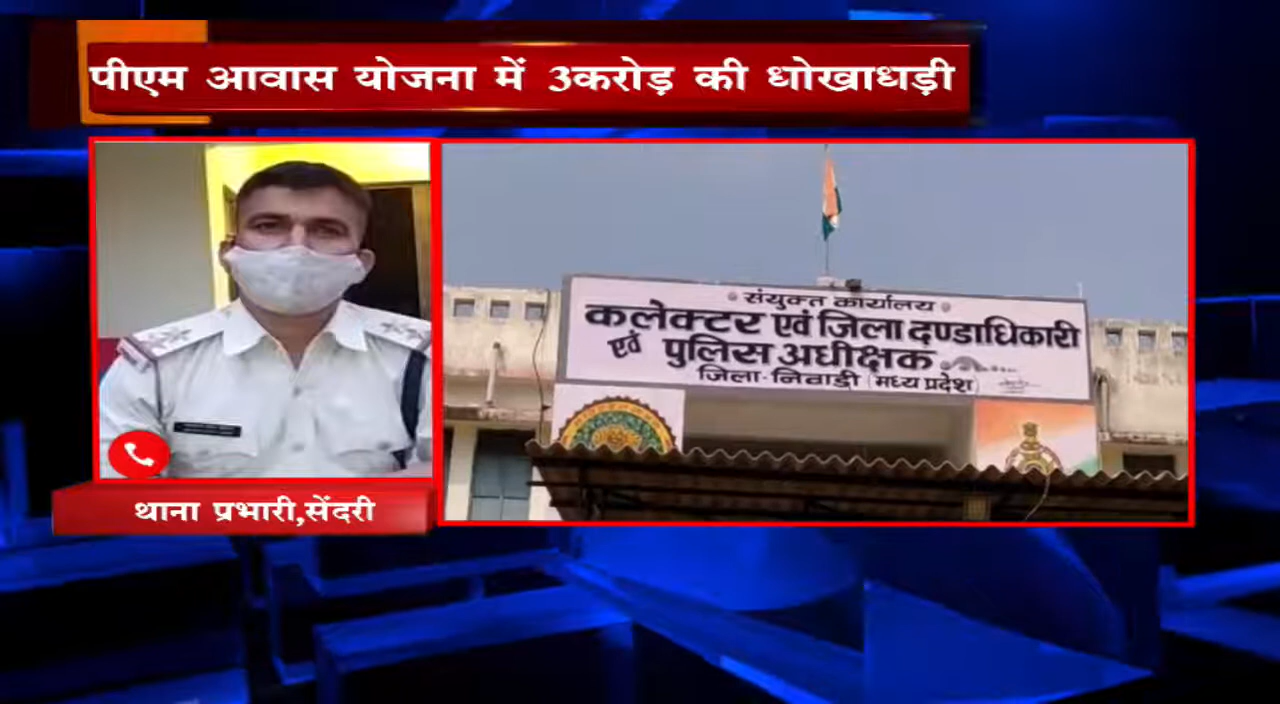 पीएम आवास योजना में 3करोड़ की धोखाधड़ी
संयुक्त कार्यालय
कलेक्टर एवं जिला दण्डाधिकारी
एवं पुलिस अधीक्षक
जिला-निवाड़ी (मध्य प्रदेश)
थाना प्रभारी,सेंदरी